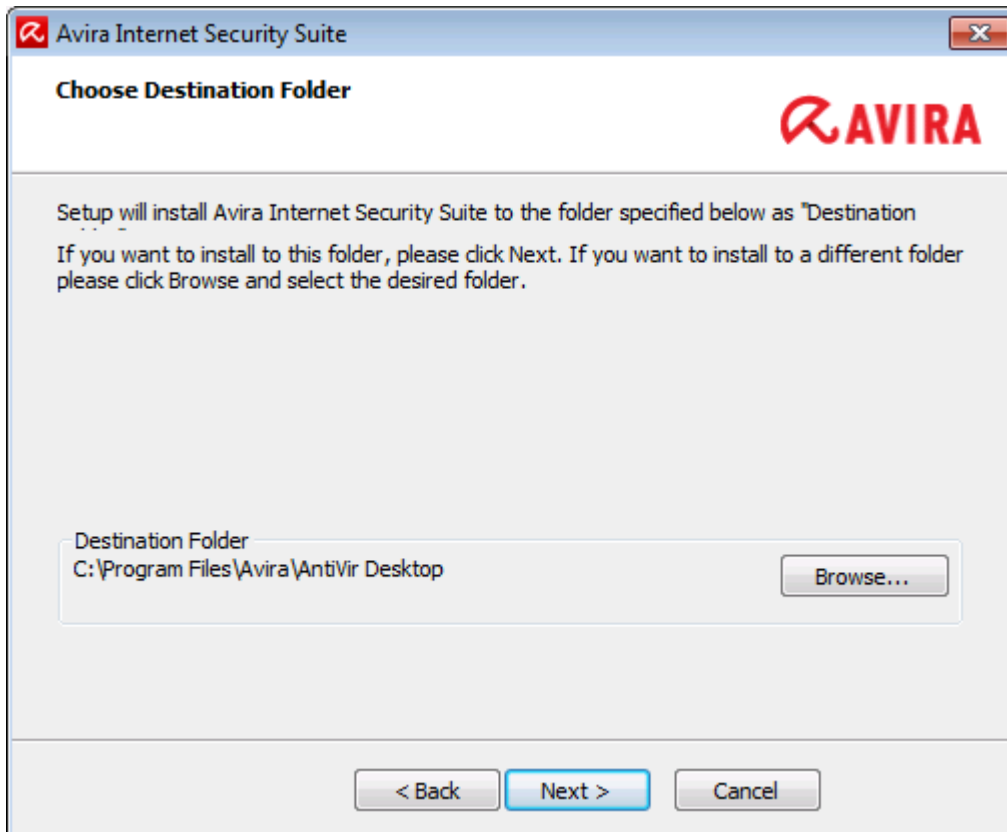 Avira Internet Security Suite
Choose Destination Folder
AVIRA
Setup will install Avira Internet Security Suite to the folder specified below as "Destination
If you want to install to this folder, please click Next. If you want to install to a different folder
please click Browse and select the desired folder.
Destination Folder
C:\Program Files\Avira\AntiVir Desktop
Browse...
< Back
Next >
Cancel